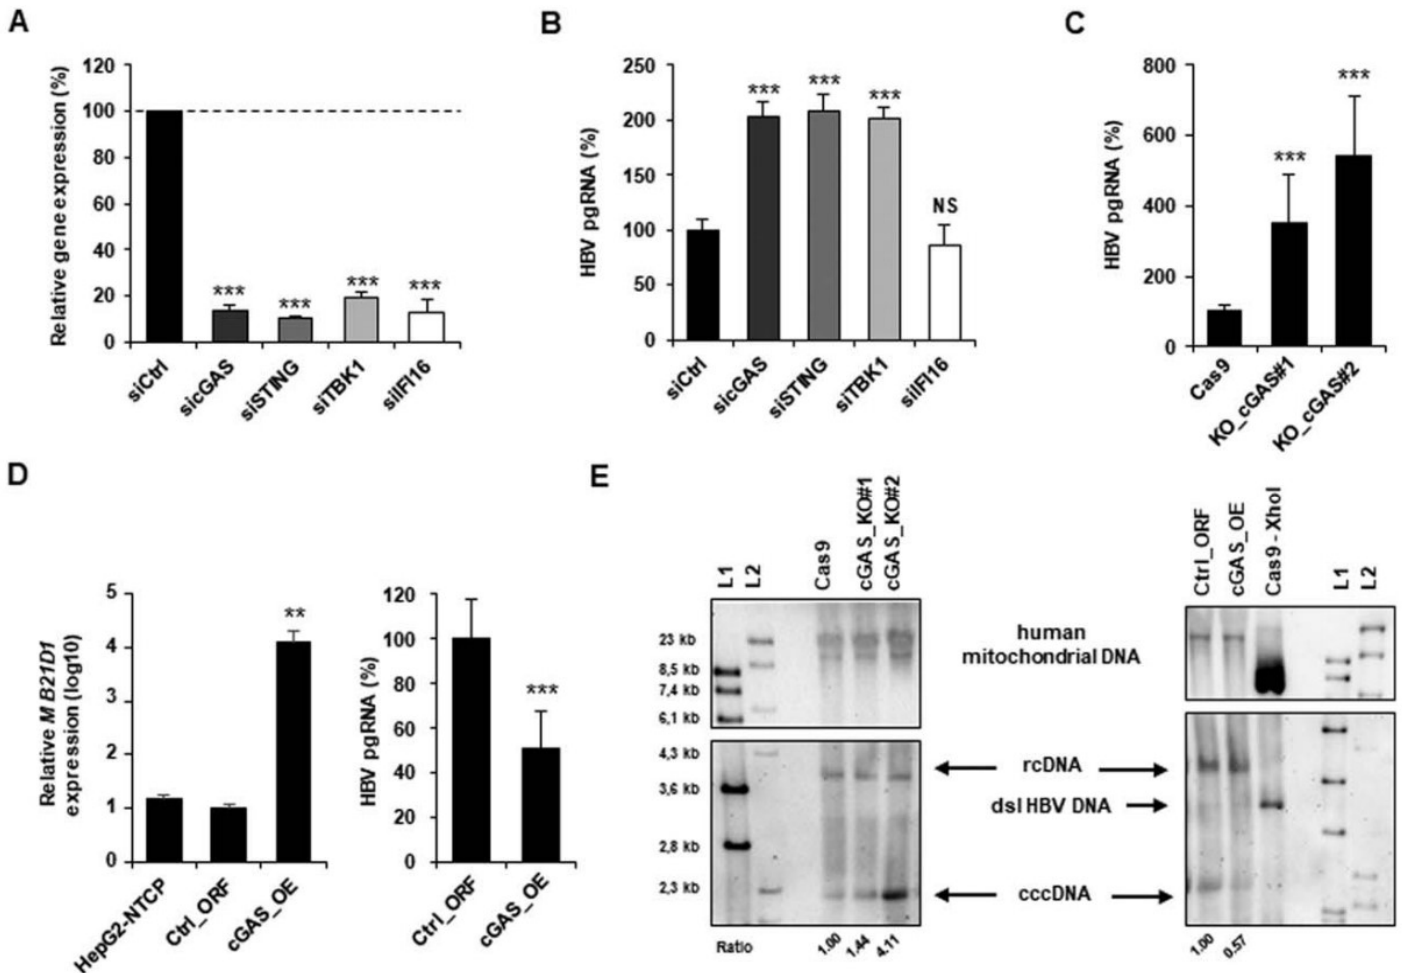 A
Relative gene expression (%)
120
100
80
60
40
20
0
***
***
***
***
siCtrl
sicGAS
siSTING
siTBK1
siIFI16
B
HBV pgRNA (%)
250
200
150
100
50
0
***
***
***
NS
siCtrl
sicGAS
siSTING
siTBK1
siIFI16
C
HBV pgRNA (%)
800
600
400
200
0
***
***
Cas9
KO_cGAS#1
KO_cGAS#2
D
Relative M B21D1
expression (log10)
5
4
3
2
1
0
**
HepG2-NTCP
Ctrl_ORF
cGAS_OE
HBV pgRNA (%)
120
100
80
60
40
20
0
***
Ctrl_ORF
cGAS_OE
E
L1
L2
Cas9
cGAS_KO#1
cGAS_KO#2
23 kb
8,5 kb
7,4 kb
6,1 kb
4,3 kb
3,6 kb
2,8 kb
2,3 kb
Ratio
1.00
1.44
4.11
human
mitochondrial DNA
rcDNA
dsl HBV DNA
cccDNA
Ctrl_ORF
cGAS_OE
Cas9 - XhoI
L1
L2
1.00
0.57